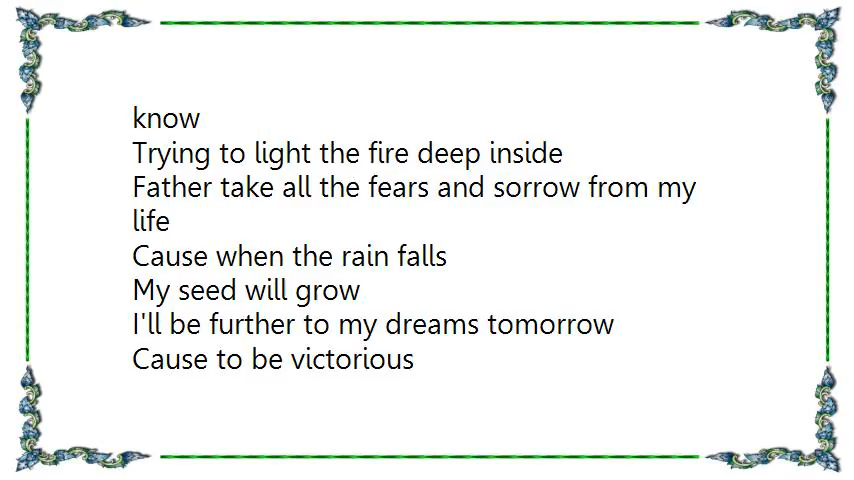 know
Trying to light the fire deep inside
Father take all the fears and sorrow from my
life
Cause when the rain falls
My seed will grow
I'll be further to my dreams tomorrow
Cause to be victorious